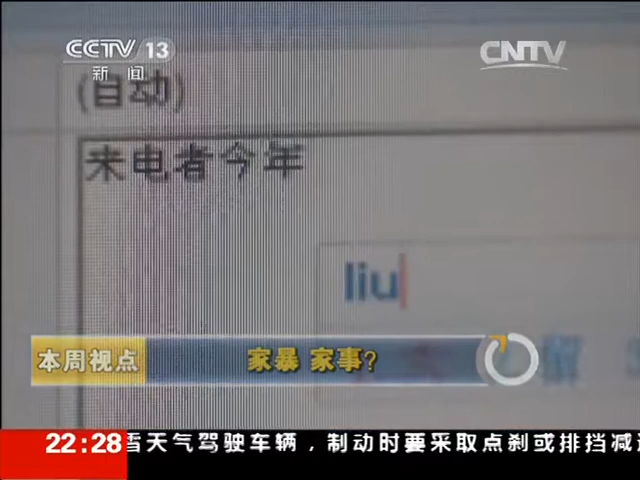 CCTV 13
新闻
CNTV
(自动)
来电者今年
liu
本周视点
家暴 家事?
22:28
雪天气驾驶车辆，制动时要采取点刹或排挡减